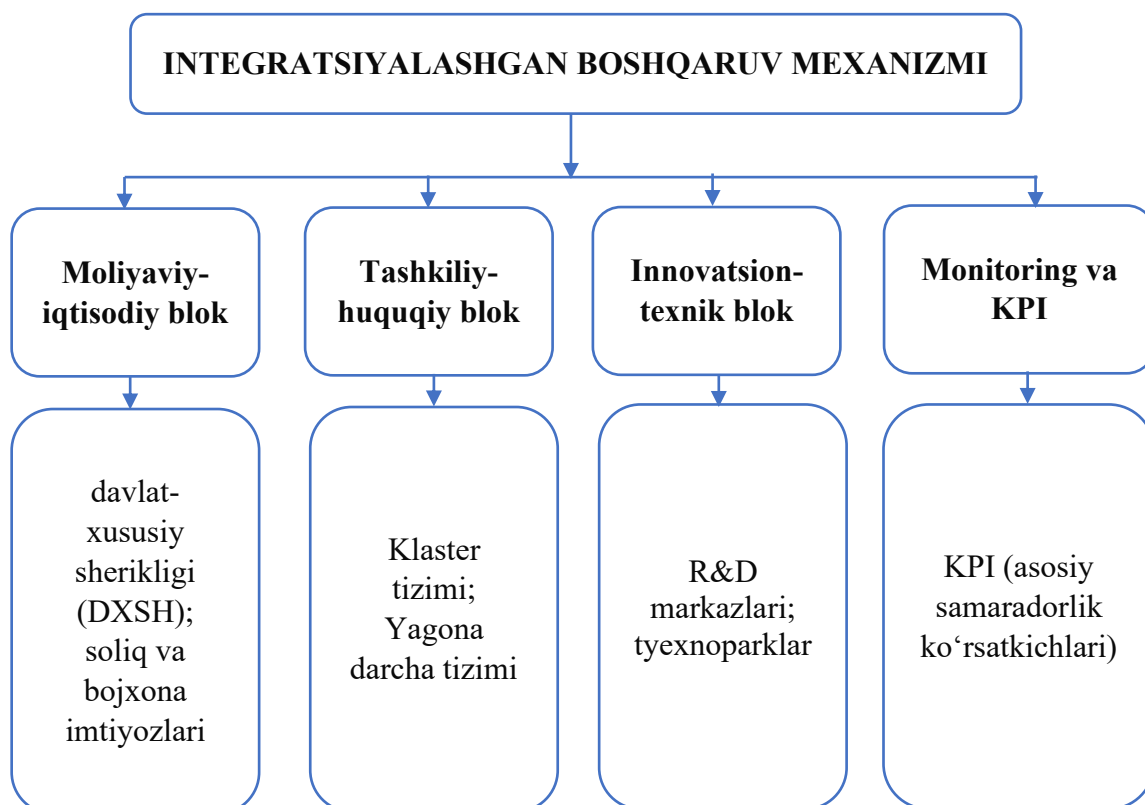 INTEGRATSIYALASHGAN BOSHQARUV MEXANIZMI
Moliyaviy-
iqtisodiy blok
Tashkiliy-
huquqiy blok
Innovatsion-
texnik blok
Monitoring va
KPI
davlat-
xususiy
sherikligi
(DXSH);
soliq va
bojxona
imtiyozlari
Klaster
tizimi;
Yagona
darcha tizimi
R&D
markazlari;
tyexnoparklar
KPI (asosiy
samaradorlik
ko‘rsatkichlari)